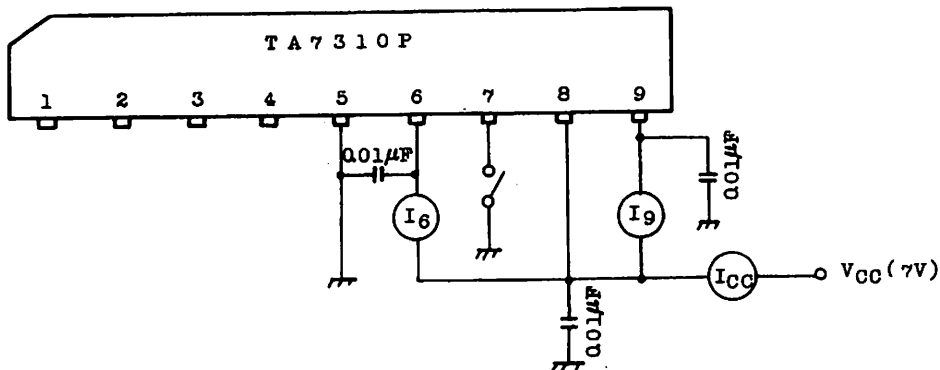 TA7310P
1 2 3 4 5 6 7 8 9
0.01μF
0.01μF
I6
I9
ICC
VCC(7V)
0.01μF